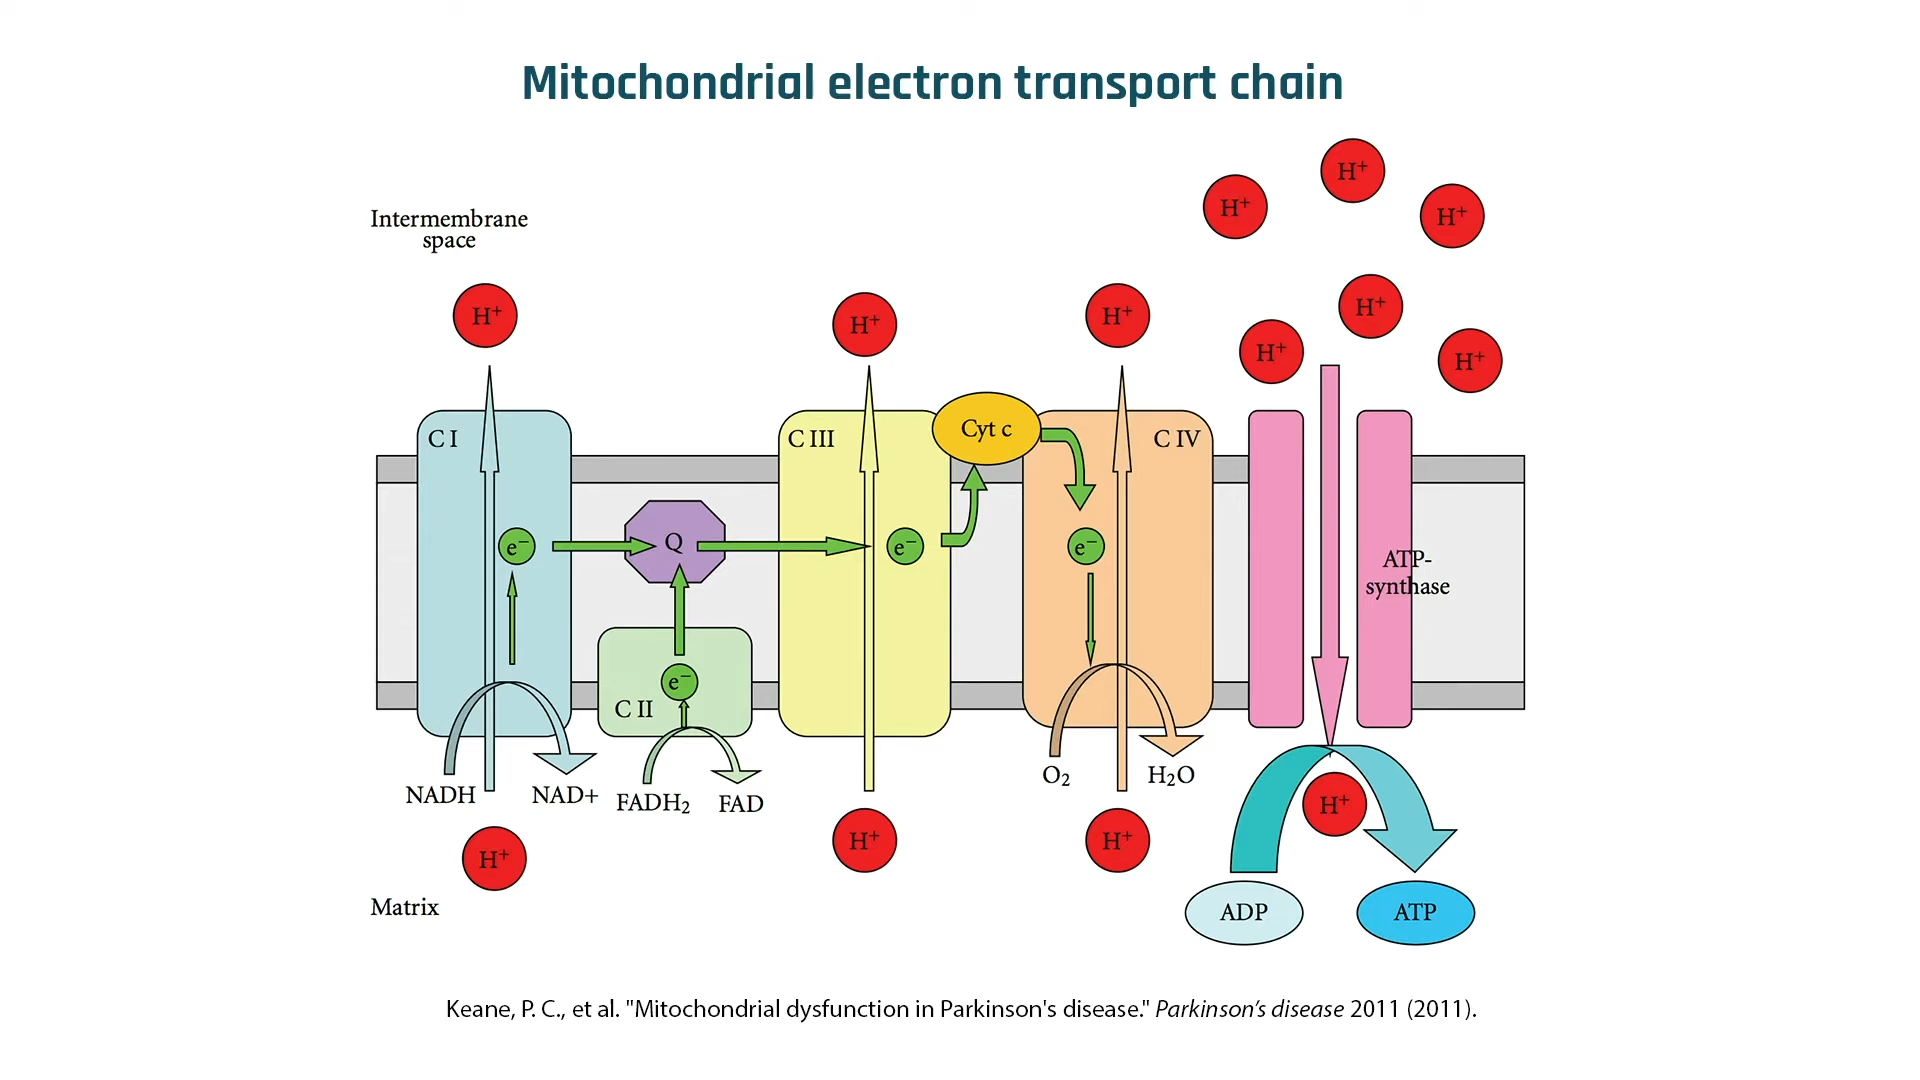 Mitochondrial electron transport chain
Intermembrane
space
H⁺
H⁺
H⁺
H⁺
H⁺
H⁺
H⁺
H⁺
H⁺
C I
C III
Cyt c
C IV
e⁻
Q
e⁻
e⁻
ATP-
synthase
e⁻
C II
NADH
NAD+
FADH₂
FAD
O₂
H₂O
H⁺
H⁺
H⁺
H⁺
Matrix
ADP
ATP
Keane, P. C., et al. "Mitochondrial dysfunction in Parkinson's disease." Parkinson’s disease 2011 (2011).